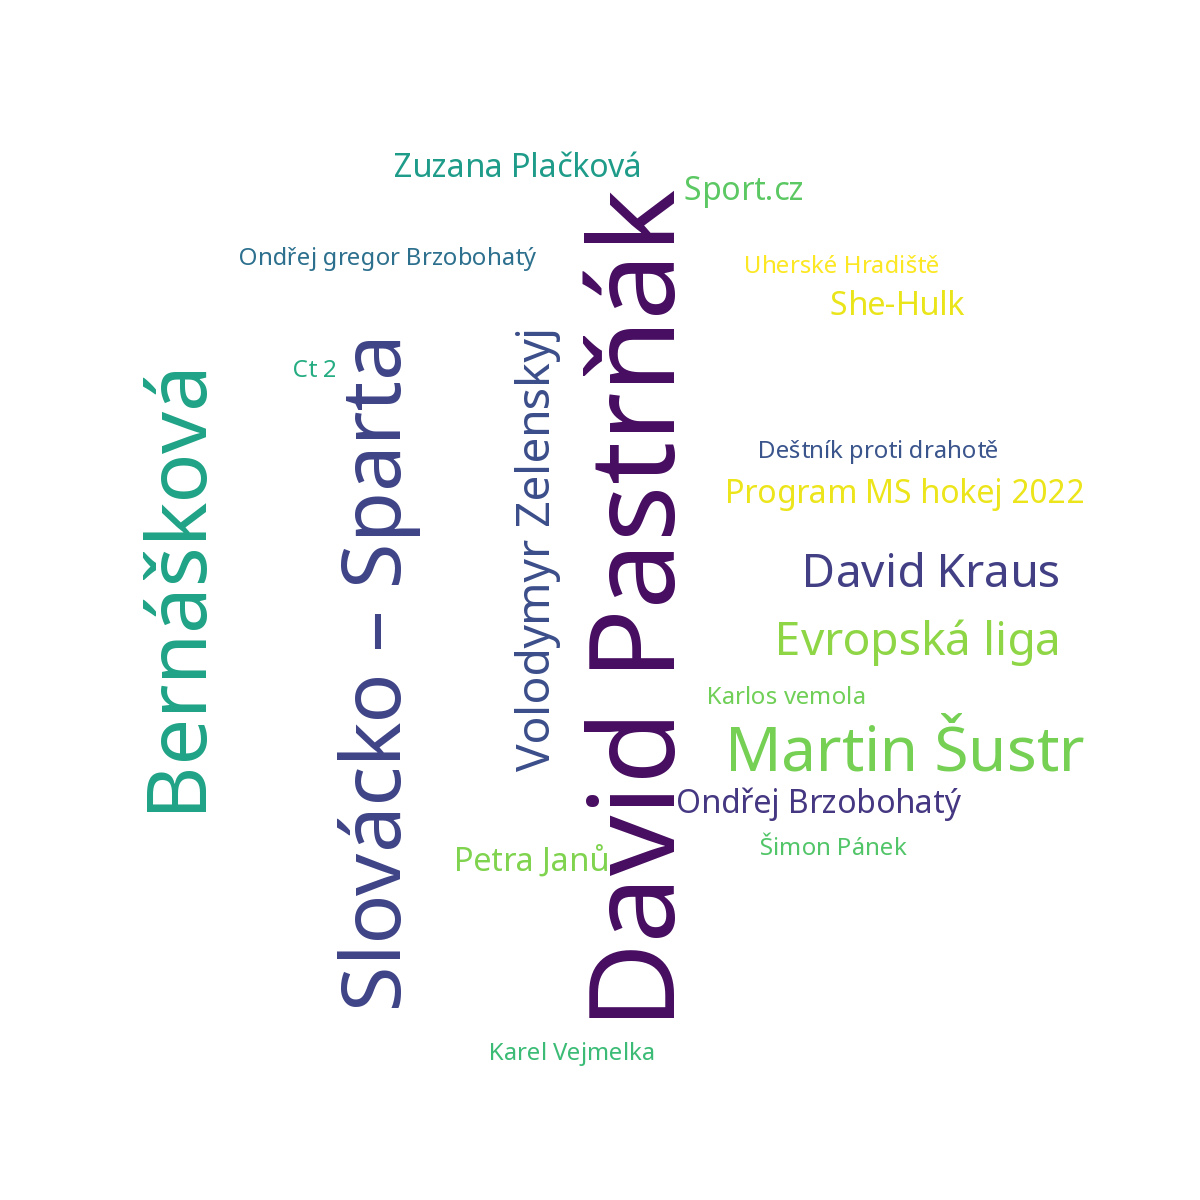 Zuzana Plačková
Sport.cz
Ondřej gregor Brzobohatý
Uherské Hradiště
She-Hulk
Ct 2
Bernášková
Slovácko – Sparta
Volodymyr Zelenskyj
David Pastrňák
Deštník proti drahotě
Program MS hokej 2022
David Kraus
Evropská liga
Karlos vemola
Martin Šustr
Ondřej Brzobohatý
Šimon Pánek
Petra Janů
Karel Vejmelka